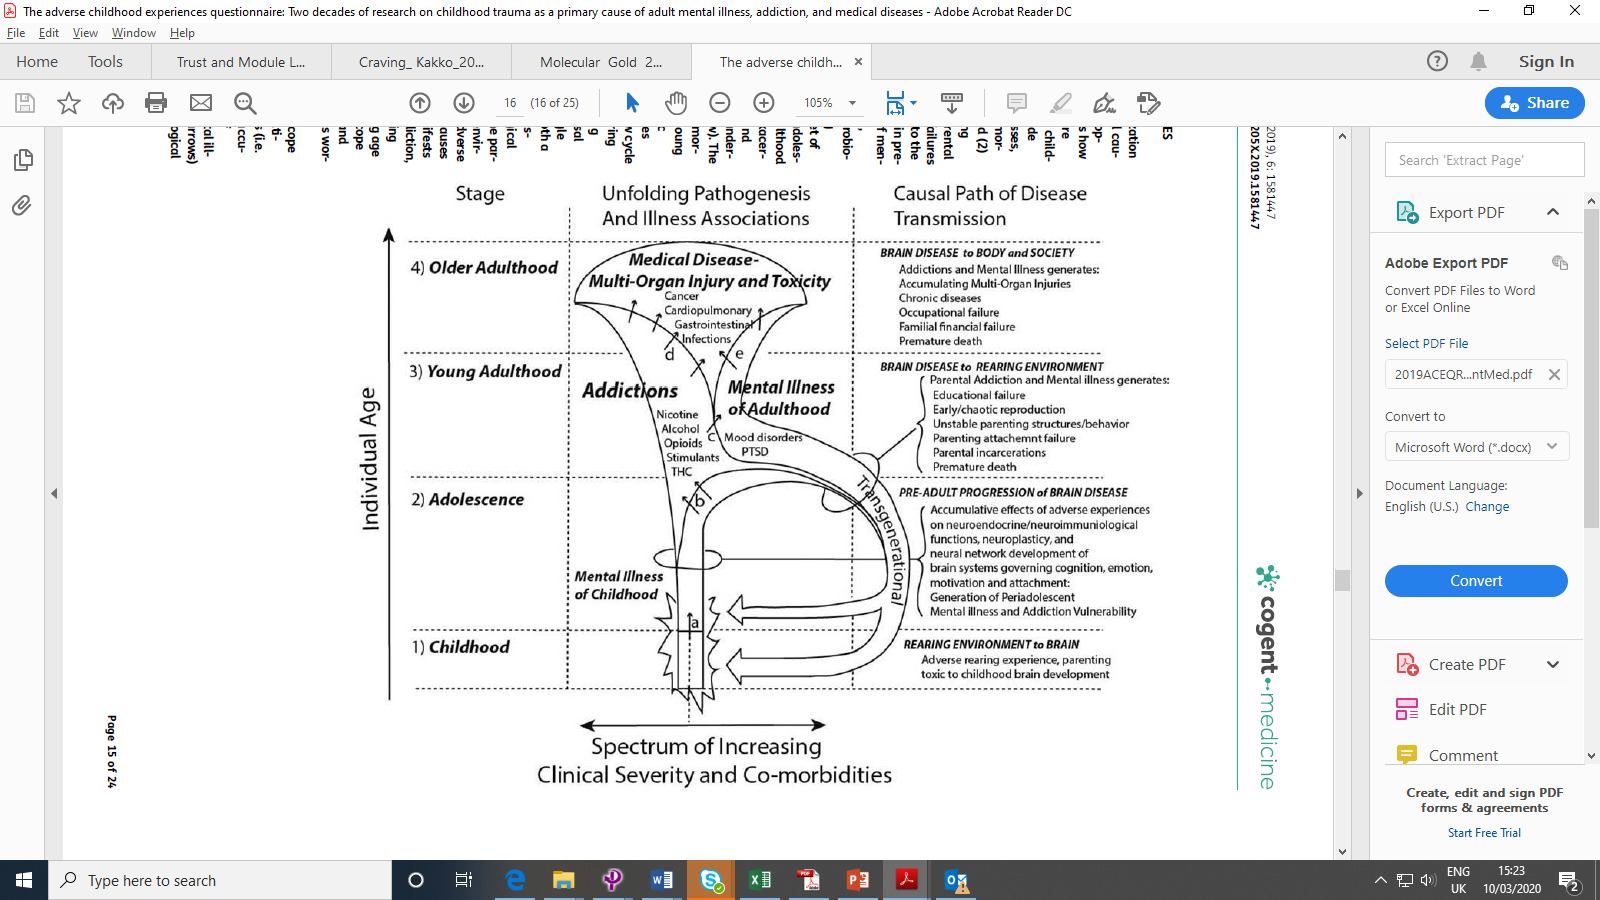 The adverse childhood experiences questionnaire: Two decades of research on childhood trauma as a primary cause of adult mental illness, addiction, and medical diseases - Adobe Acrobat Reader DC
File Edit View Window Help
Home Tools Trust and Module L... Craving_ Kakko_20... Molecular Gold 2... The adverse childh... Sign In
16 (16 of 25) 105% Share
Stage
Unfolding Pathogenesis
And Illness Associations
Causal Path of Disease
Transmission
Individual Age
4) Older Adulthood
Medical Disease-
Multi-Organ Injury and Toxicity
Cancer
Cardiopulmonary
Gastrointestinal
Infections
d
e
BRAIN DISEASE to BODY and SOCIETY
Addictions and Mental Illness generates:
Accumulating Multi-Organ Injuries
Chronic diseases
Occupational failure
Familial financial failure
Premature death
3) Young Adulthood
Addictions
Nicotine
Alcohol
Opioids
Stimulants
THC
c
Mental Illness
of Adulthood
Mood disorders
PTSD
BRAIN DISEASE to REARING ENVIRONMENT
Parental Addiction and Mental illness generates:
Educational failure
Early/chaotic reproduction
Unstable parenting structures/behavior
Parenting attachemnt failure
Parental incarcerations
Premature death
2) Adolescence
b
Transgenerational
Mental Illness
of Childhood
PRE-ADULT PROGRESSION of BRAIN DISEASE
Accumulative effects of adverse experiences
on neuroendocrine/neuroimmuniological
functions, neuroplasticy, and
neural network development of
brain systems governing cognition, emotion,
motivation and attachment:
Generation of Periadolescent
Mental illness and Addiction Vulnerability
a
1) Childhood
REARING ENVIRONMENT to BRAIN
Adverse rearing experience, parenting
toxic to childhood brain development
Spectrum of Increasing
Clinical Severity and Co-morbidities
Page 15 of 24
2019), 6: 1581447
205X.2019.1581447
cogent medicine
Search 'Extract Page'
Export PDF
Adobe Export PDF
Convert PDF Files to Word
or Excel Online
Select PDF File
2019ACEQR...ntMed.pdf
Convert to
Microsoft Word (*.docx)
Document Language:
English (U.S.) Change
Convert
Create PDF
Edit PDF
Comment
Create, edit and sign PDF
forms & agreements
Start Free Trial
Type here to search
ENG
UK
15:23
10/03/2020
2